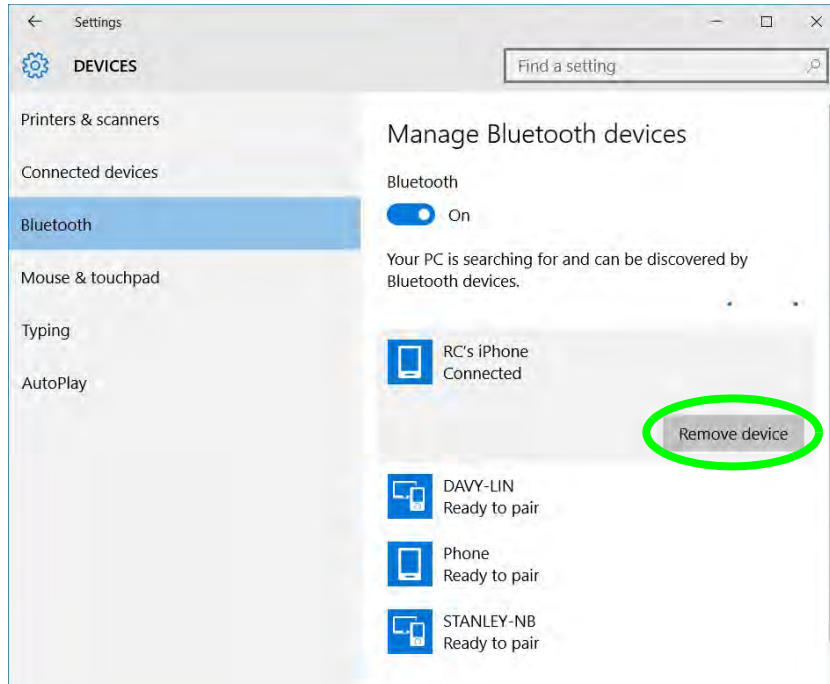 Settings
DEVICES
Find a setting
Printers & scanners
Connected devices
Bluetooth
Mouse & touchpad
Typing
AutoPlay
Manage Bluetooth devices
Bluetooth
On
Your PC is searching for and can be discovered by
Bluetooth devices.
RC's iPhone
Connected
Remove device
DAVY-LIN
Ready to pair
Phone
Ready to pair
STANLEY-NB
Ready to pair